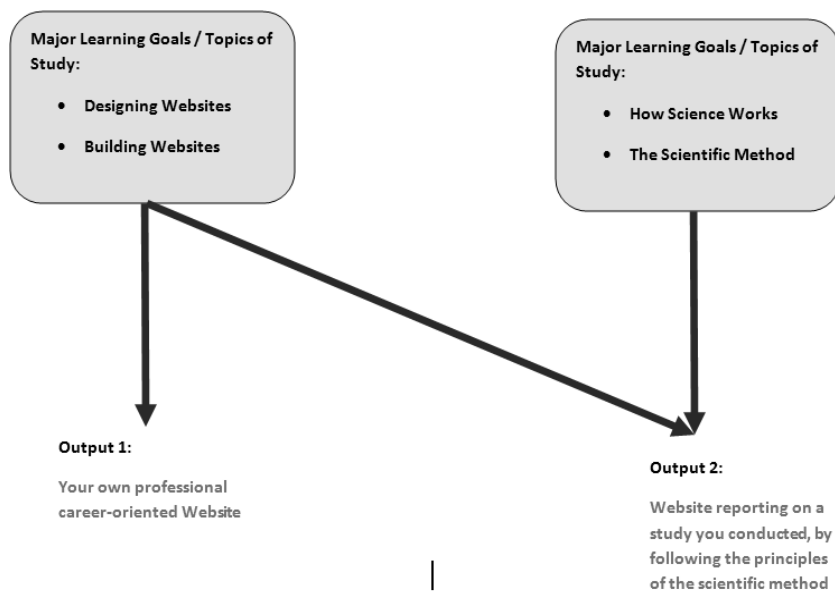 Major Learning Goals / Topics of
Study:
• Designing Websites
• Building Websites
Major Learning Goals / Topics of
Study:
• How Science Works
• The Scientific Method
Output 1:
Your own professional
career-oriented Website
Output 2:
Website reporting on a
study you conducted, by
following the principles
of the scientific method